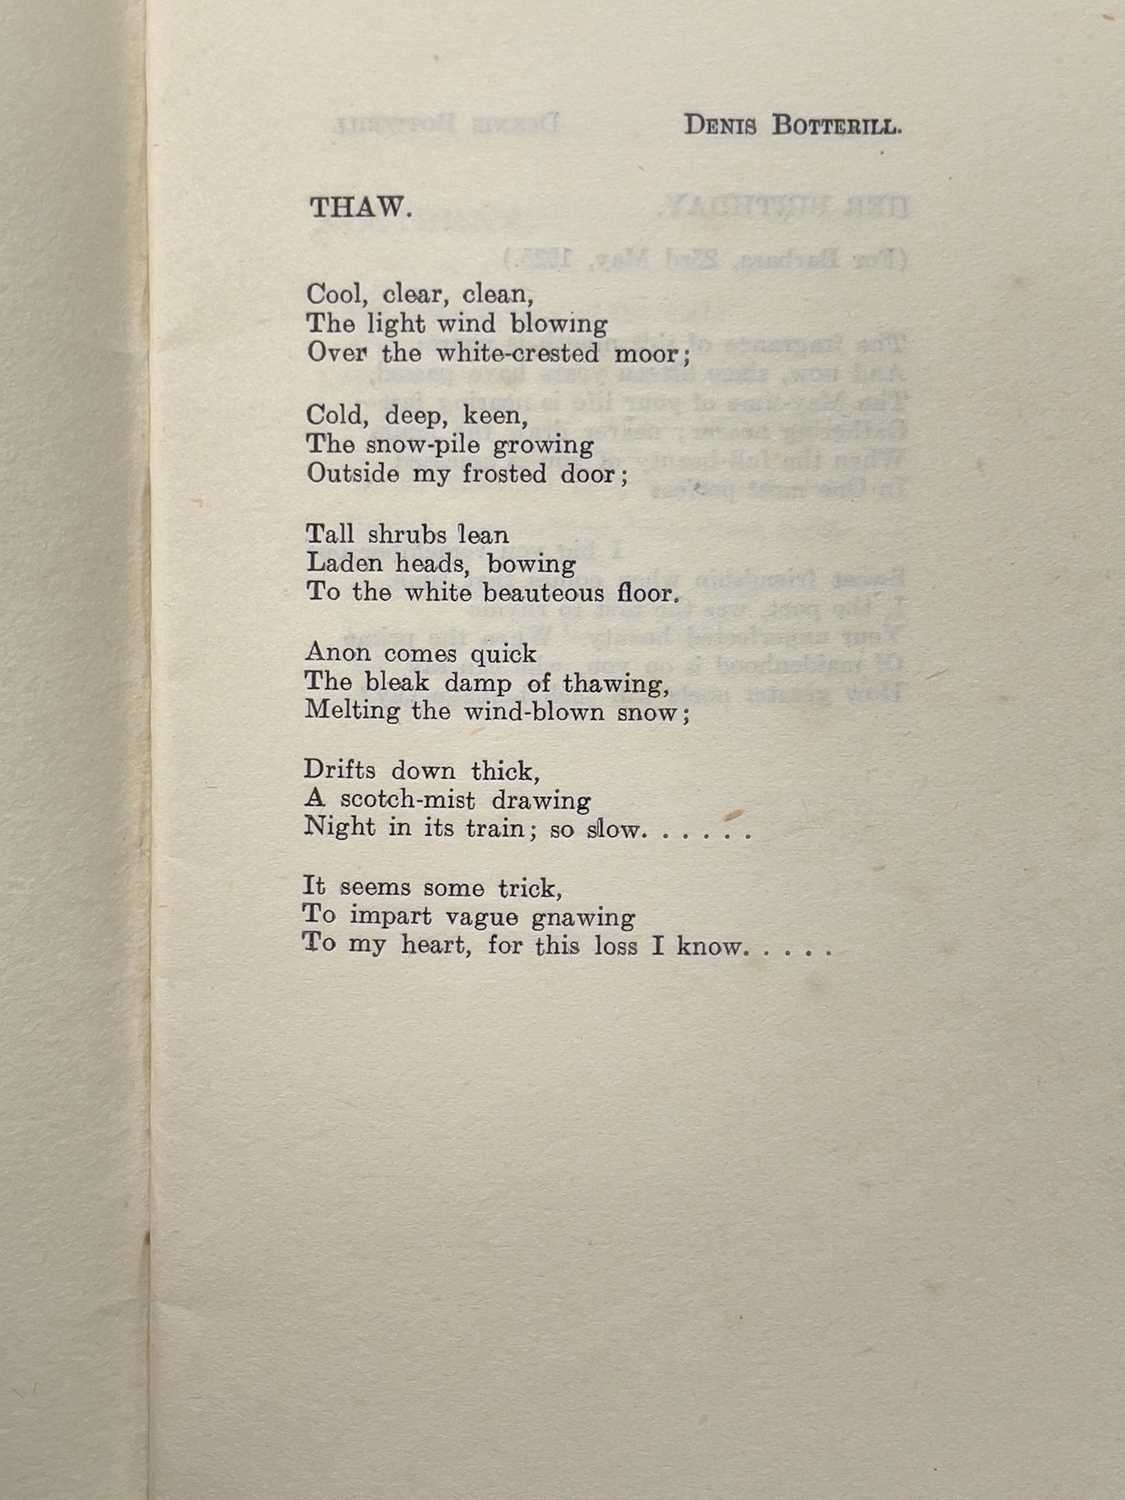 DENIS BOTTERILL.
THAW.
Cool, clear, clean,
The light wind blowing
Over the white-crested moor;
Cold, deep, keen,
The snow-pile growing
Outside my frosted door;
Tall shrubs lean
Laden heads, bowing
To the white beauteous floor.
Anon comes quick
The bleak damp of thawing,
Melting the wind-blown snow;
Drifts down thick,
A scotch-mist drawing
Night in its train; so slow. . . . . .
It seems some trick,
To impart vague gnawing
To my heart, for this loss I know. . . . .